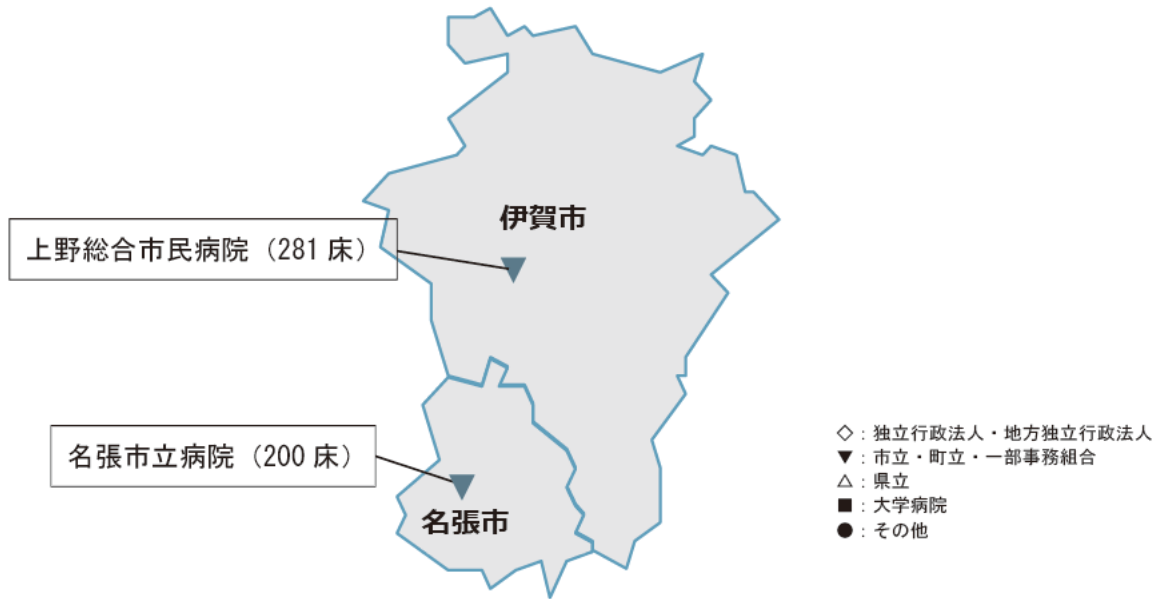 伊賀市
上野総合市民病院（281 床）
名張市立病院（200 床）
名張市
◇：独立行政法人・地方独立行政法人
▼：市立・町立・一部事務組合
△：県立
■：大学病院
●：その他